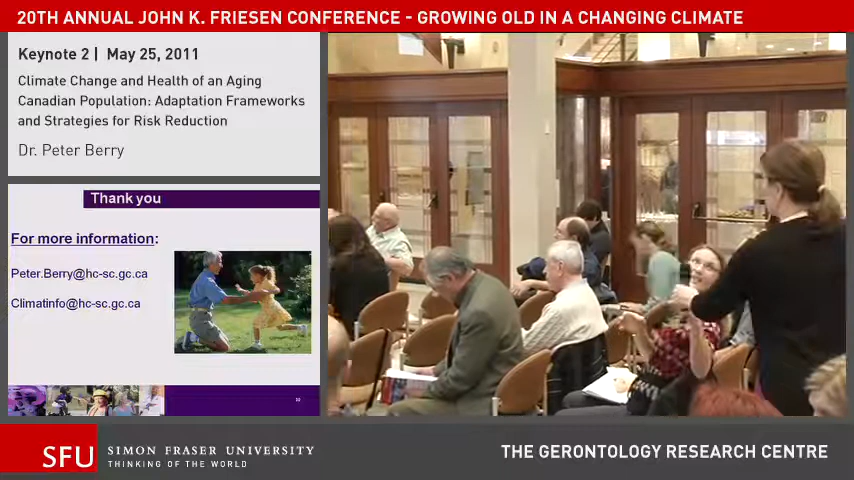 20TH ANNUAL JOHN K. FRIESEN CONFERENCE - GROWING OLD IN A CHANGING CLIMATE
Keynote 2 | May 25, 2011
Climate Change and Health of an Aging
Canadian Population: Adaptation Frameworks
and Strategies for Risk Reduction
Dr. Peter Berry
Thank you
For more information:
Peter.Berry@hc-sc.gc.ca
Climatinfo@hc-sc.gc.ca
SFU
SIMON FRASER UNIVERSITY
THINKING OF THE WORLD
THE GERONTOLOGY RESEARCH CENTRE